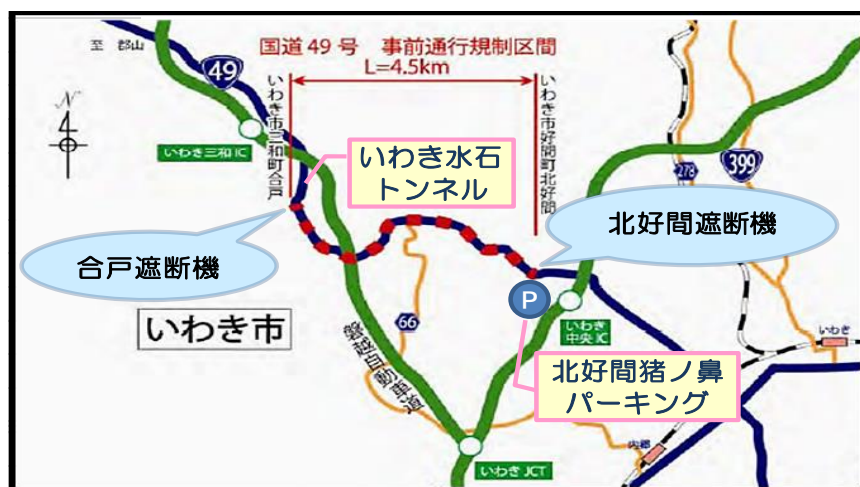 至 郡山
49
国道49号 事前通行規制区間
L=4.5km
いわき市三和町合戸
いわき市好間町北好間
N
いわき三和IC
いわき水石
トンネル
278
399
北好間遮断機
合戸遮断機
P
いわき
中央IC
いわき
いわき市
66
磐越自動車道
北好間猪ノ鼻
パーキング
内郷
いわきJCT